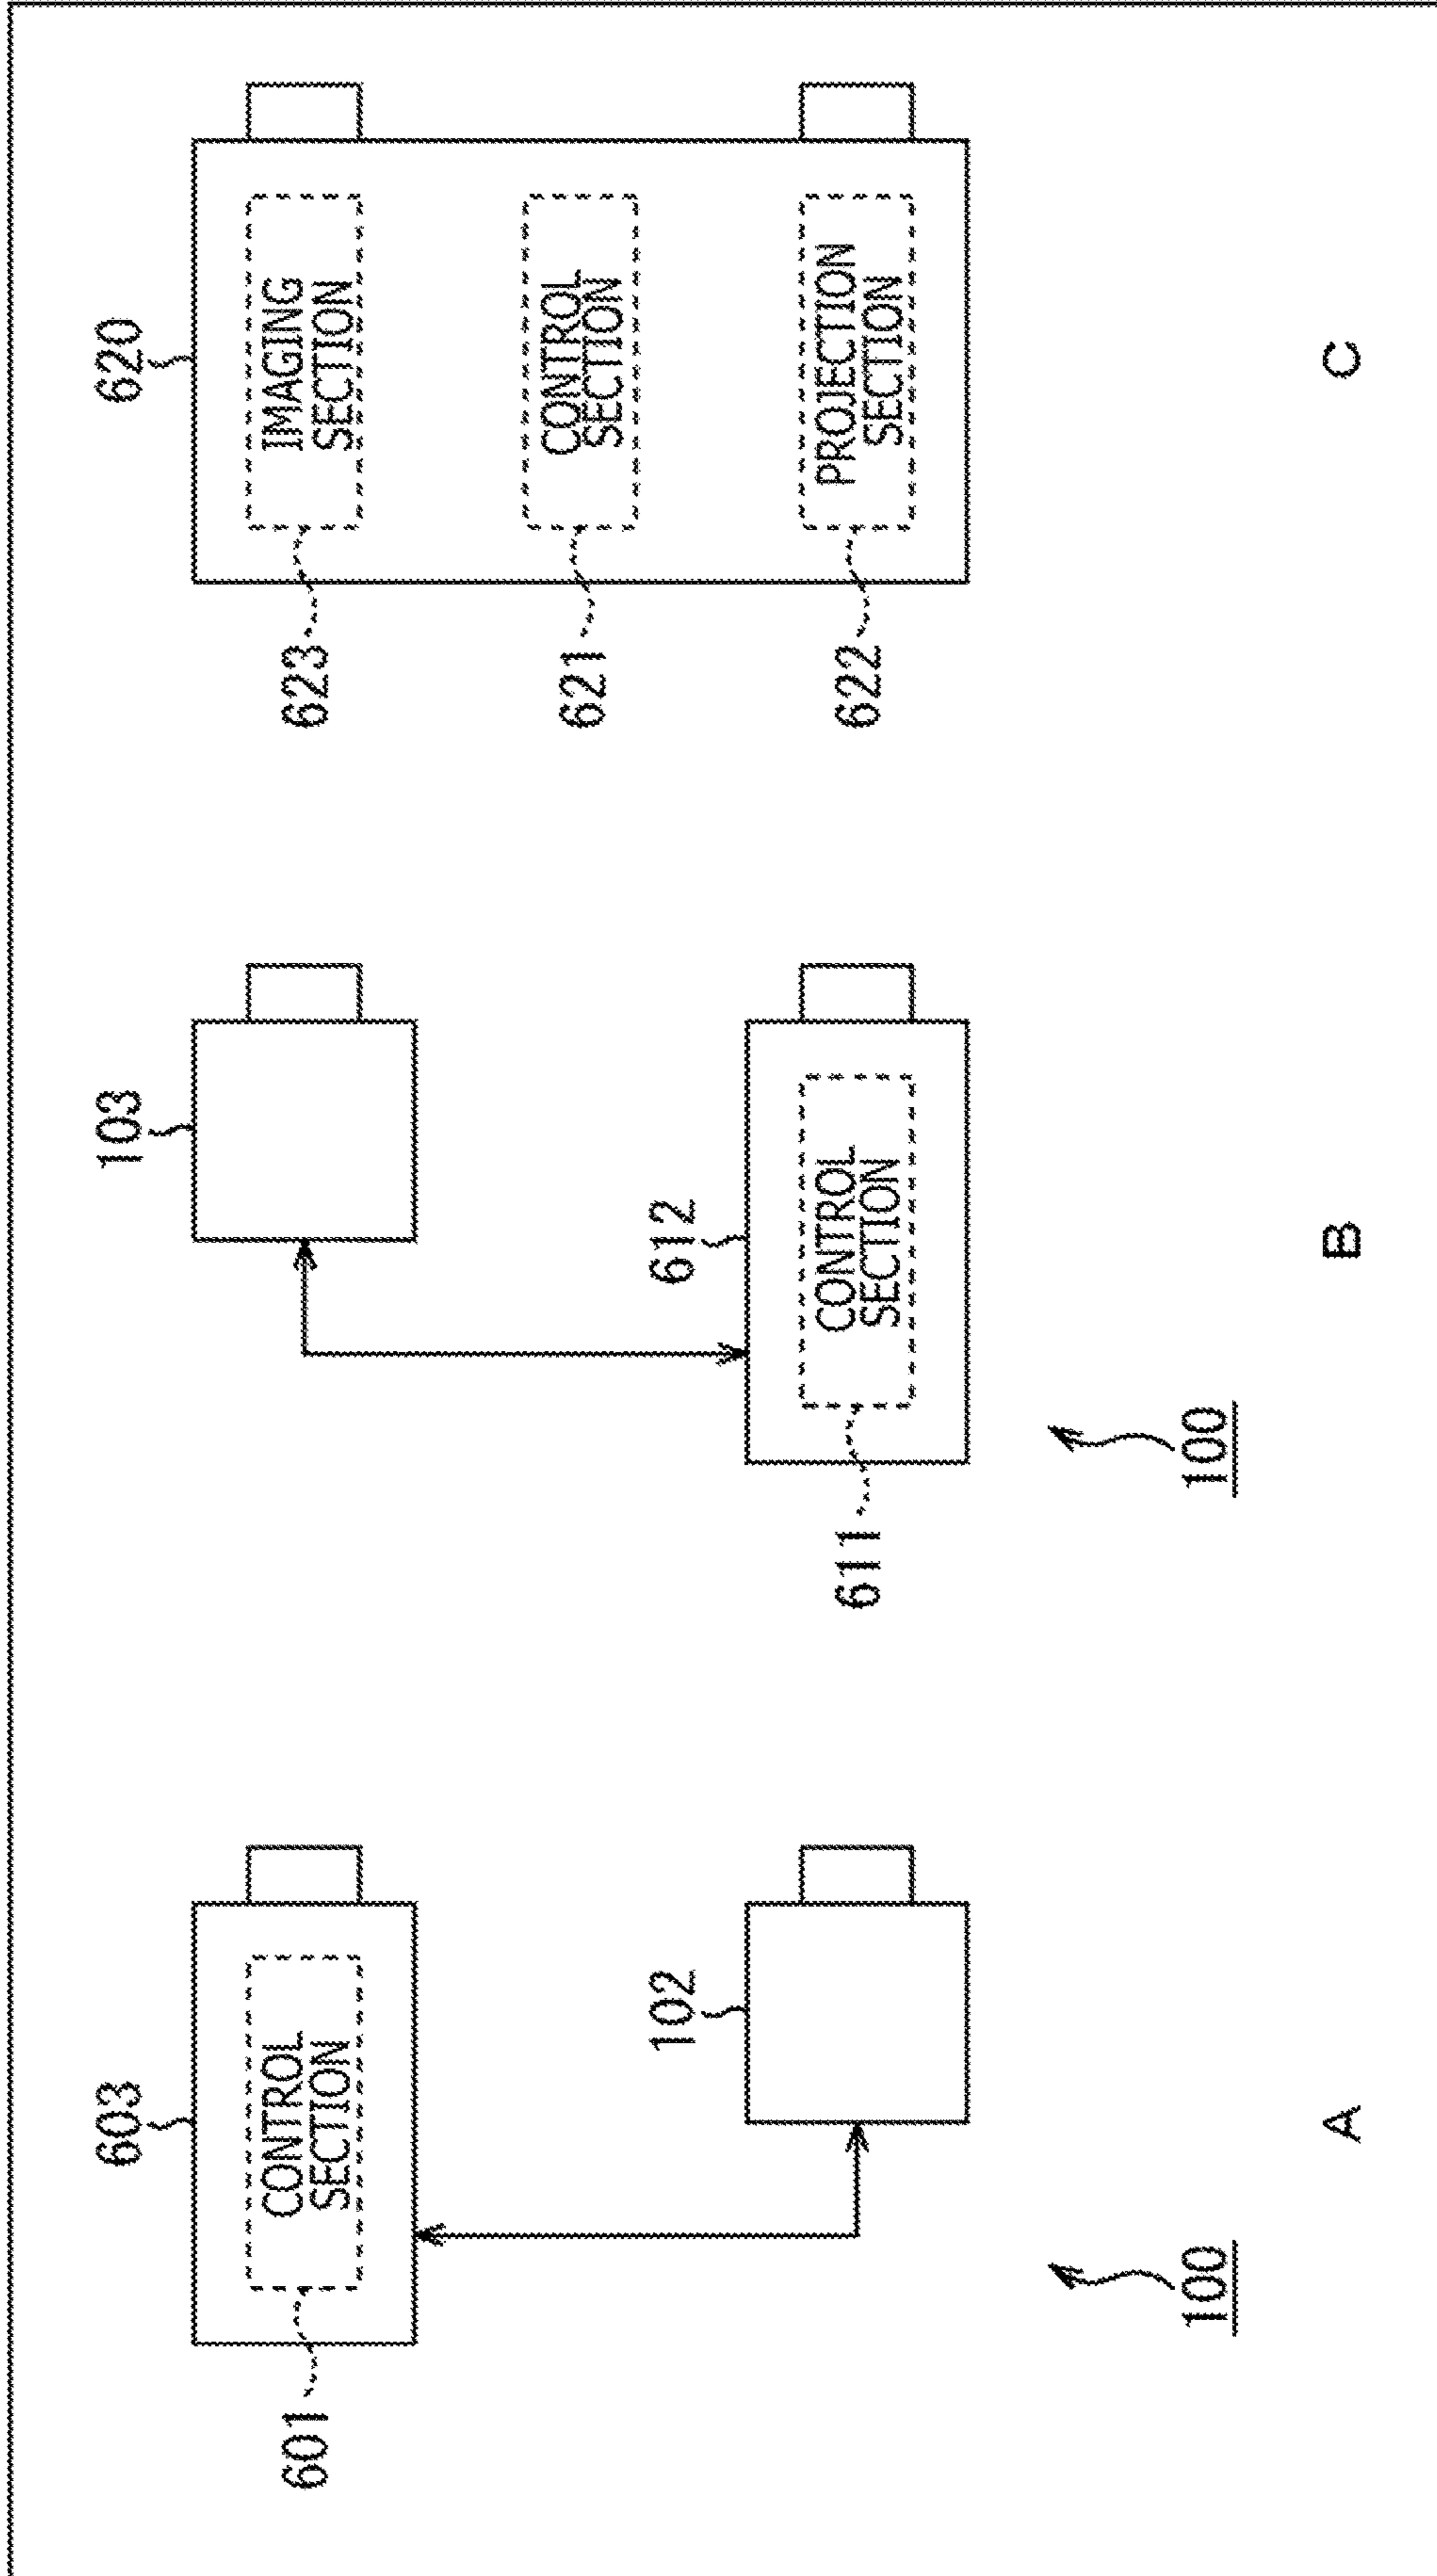 603
601
CONTROL
SECTION
102
100
A
103
612
611
CONTROL
SECTION
100
B
620
623
IMAGING
SECTION
621
CONTROL
SECTION
622
PROJECTION
SECTION
C